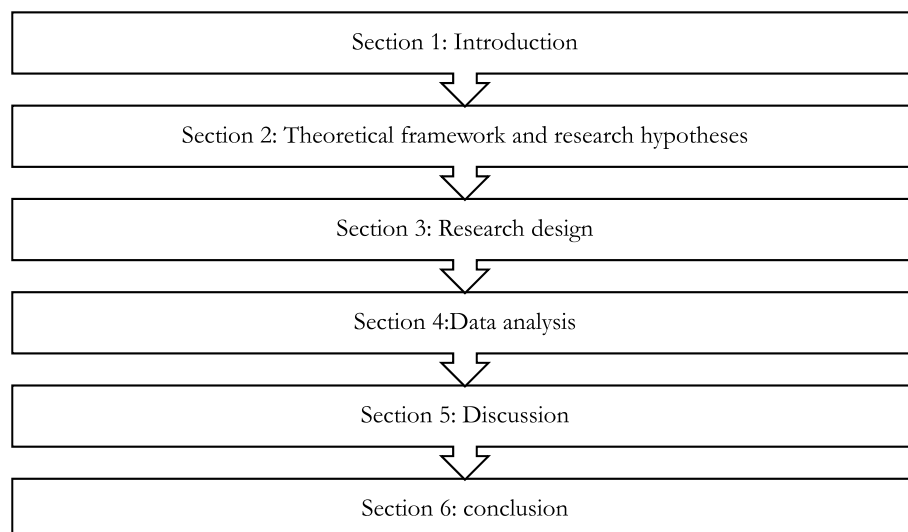 Section 1: Introduction
Section 2: Theoretical framework and research hypotheses
Section 3: Research design
Section 4:Data analysis
Section 5: Discussion
Section 6: conclusion